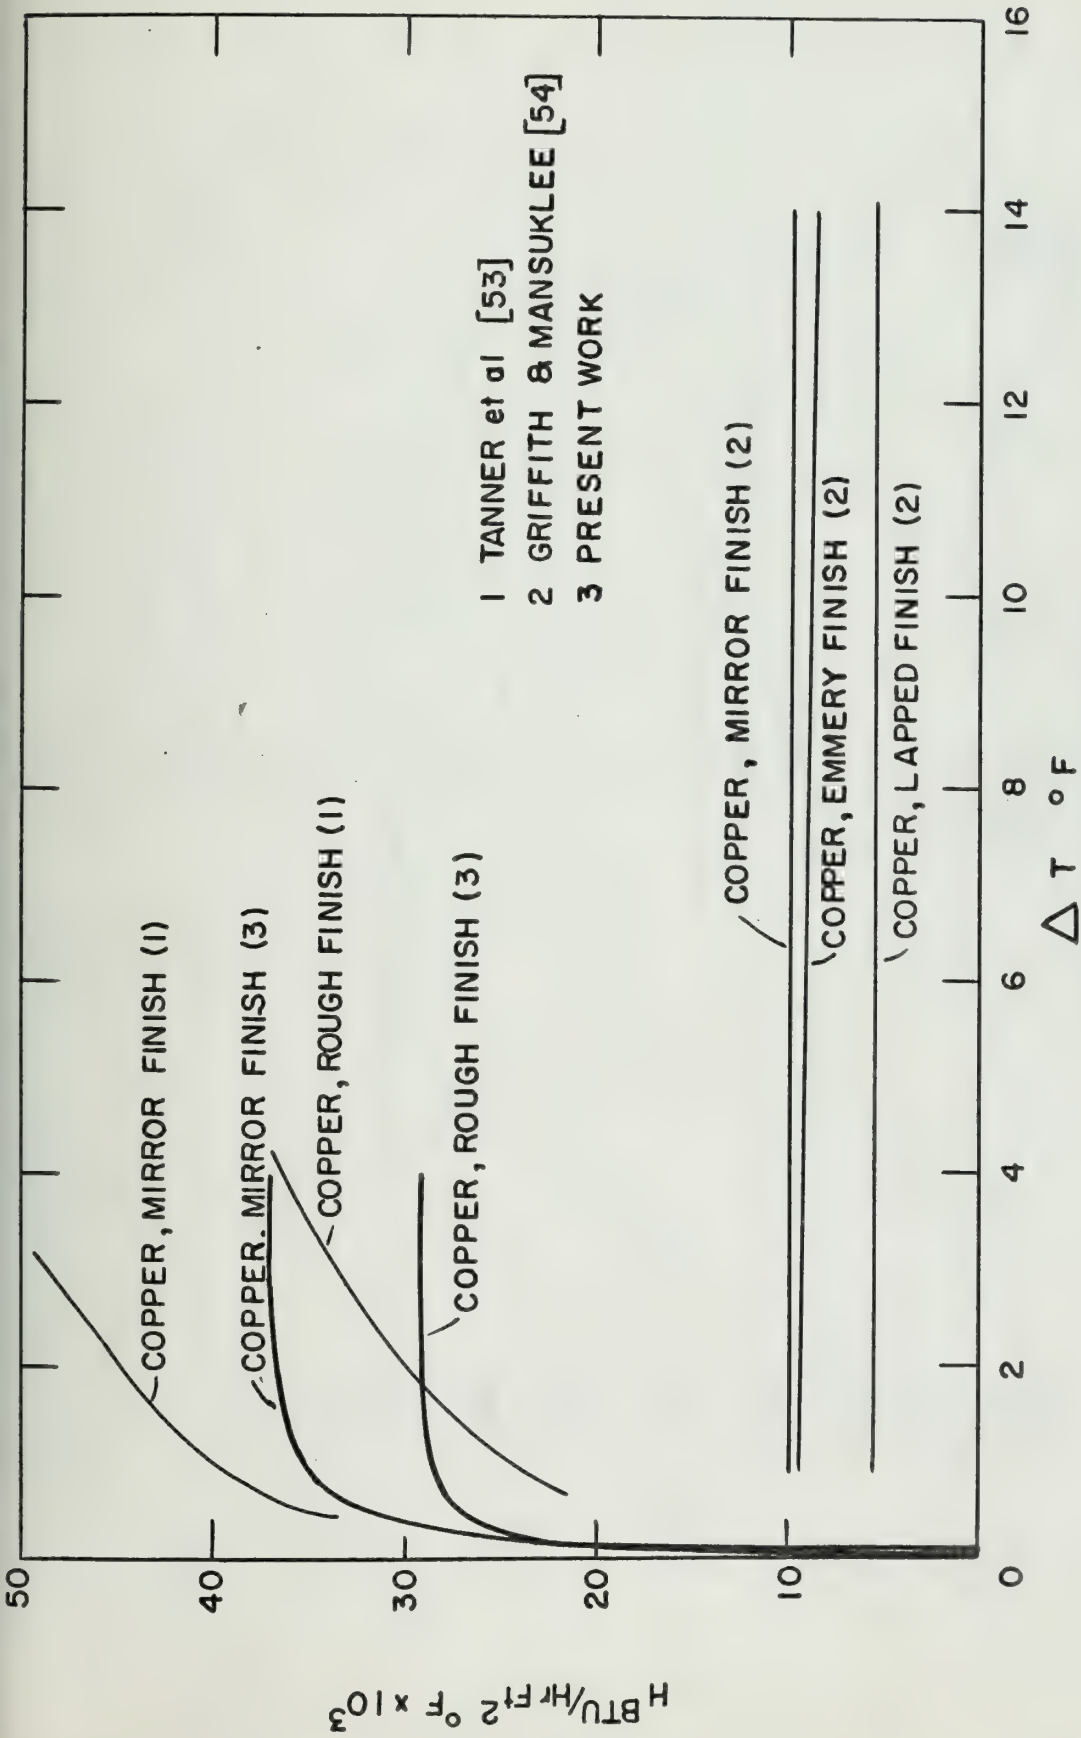 50
40
30
20
10
0
2
4
6
8
10
12
14
16
H BTU/Hr Ft² °F x 10³
Δ T °F
COPPER, MIRROR FINISH (1)
COPPER. MIRROR FINISH (3)
COPPER, ROUGH FINISH (1)
COPPER, ROUGH FINISH (3)
1 TANNER et al [53]
2 GRIFFITH & MANSUKLEE [54]
3 PRESENT WORK
COPPER, MIRROR FINISH (2)
COPPER, EMMERY FINISH (2)
COPPER, LAPPED FINISH (2)